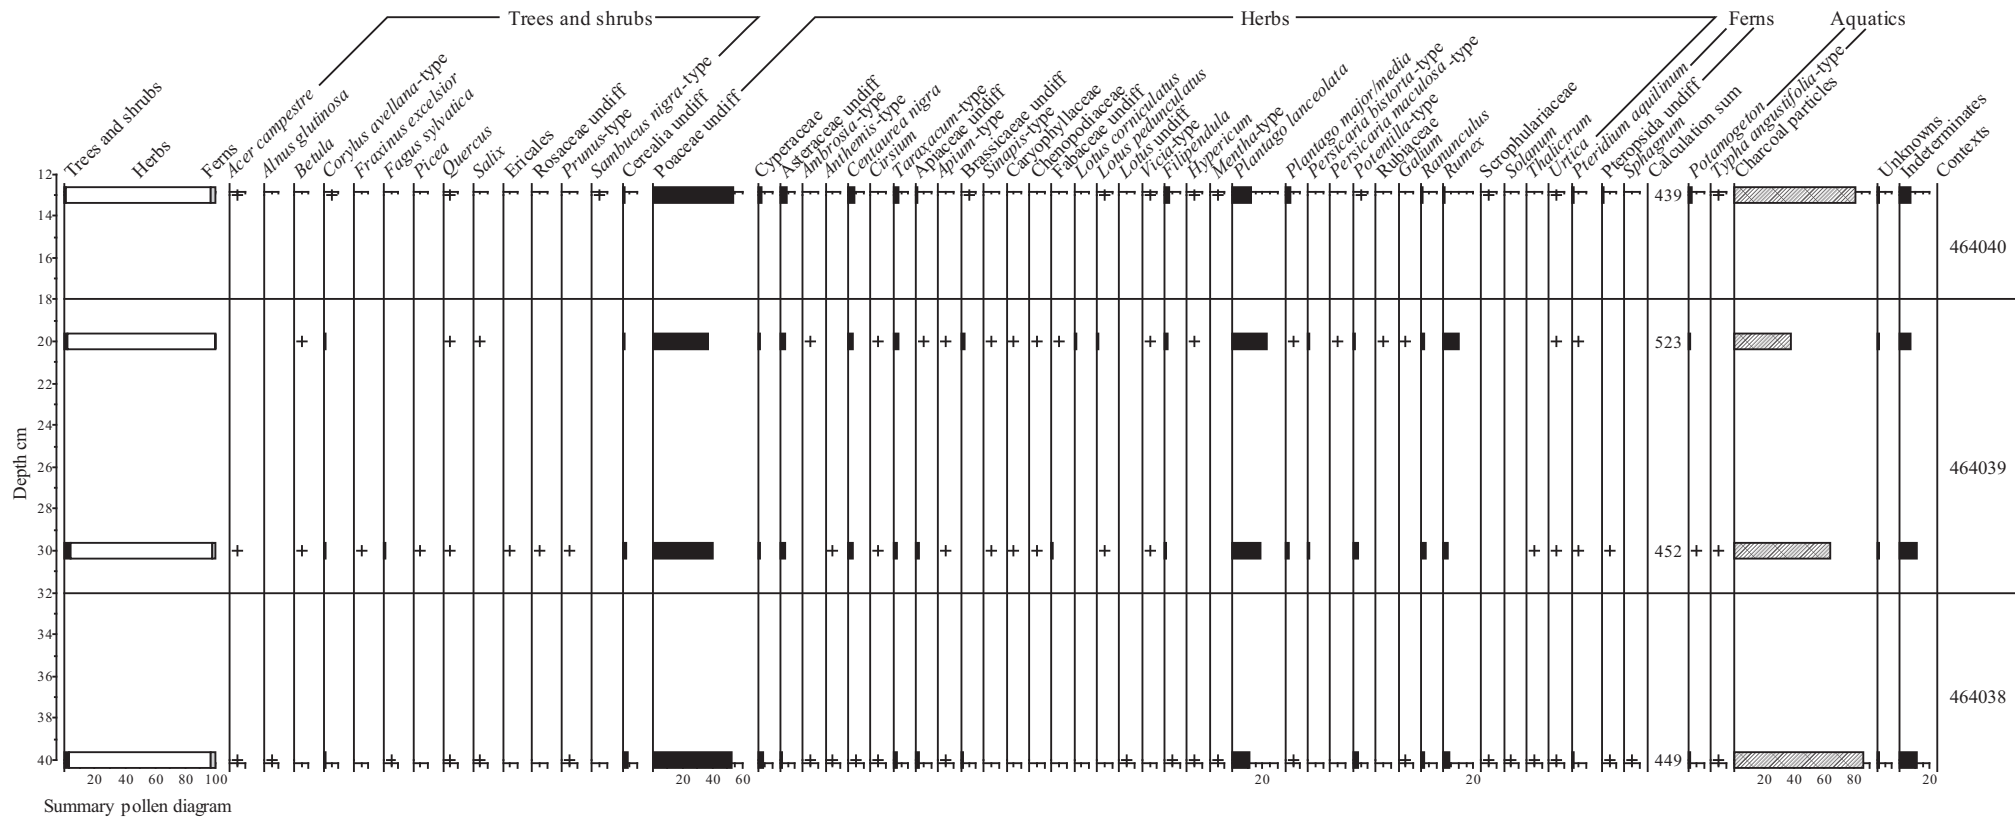 Trees and shrubs
Herbs
Ferns
Aquatics
Trees and shrubs
Herbs
Ferns
Acer campestre
Alnus glutinosa
Betula
Corylus avellana-type
Fraxinus excelsior
Fagus sylvatica
Picea
Quercus
Salix
Ericales
Rosaceae undiff
Prunus-type
Sambucus nigra-type
Cerealia undiff
Poaceae undiff
Cyperaceae
Asteraceae undiff
Ambrosia-type
Anthemis-type
Centaurea nigra
Cirsium
Taraxacum-type
Apiaceae undiff
Apium-type
Brassicaeae undiff
Sinapis-type
Caryophyllaceae
Chenopodiaceae
Fabaceae undiff
Lotus corniculatus
Lotus pedunculatus
Lotus undiff
Vicia-type
Filipendula
Hypericum
Mentha-type
Plantago lanceolata
Plantago major/media
Persicaria bistorta-type
Persicaria maculosa-type
Potentilla-type
Rubiaceae
Galium
Ranunculus
Rumex
Scrophulariaceae
Solanum
Thalictrum
Urtica
Pteridium aquilinum
Pteropsida undiff
Sphagnum
Calculation sum
Potamogeton
Typha angustifolia-type
Charcoal particles
Unknowns
Indeterminates
Contexts
Depth cm
12
14
16
18
20
22
24
26
28
30
32
34
36
38
40
439
523
452
449
464040
464039
464038
20 40 60 80 100
20 40 60
20
20
20 40 60 80
20
Summary pollen diagram